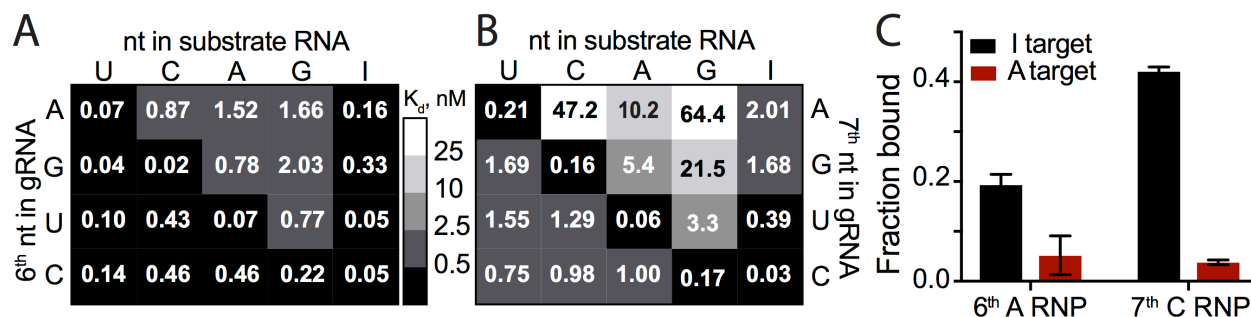 A
nt in substrate RNA
U C A G I
6th nt in gRNA
A 0.07 0.87 1.52 1.66 0.16
G 0.04 0.02 0.78 2.03 0.33
U 0.10 0.43 0.07 0.77 0.05
C 0.14 0.46 0.46 0.22 0.05
Kd, nM
25
10
2.5
0.5
B
nt in substrate RNA
U C A G I
0.21 47.2 10.2 64.4 2.01 A
1.69 0.16 5.4 21.5 1.68 G
1.55 1.29 0.06 3.3 0.39 U
0.75 0.98 1.00 0.17 0.03 C
7th nt in gRNA
C
I target
A target
Fraction bound
0.4
0.2
0.0
6th A RNP 7th C RNP